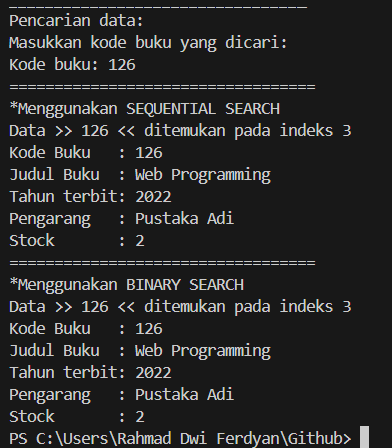 ________________________________
Pencarian data:
Masukkan kode buku yang dicari:
Kode buku: 126
==================================
*Menggunakan SEQUENTIAL SEARCH
Data >> 126 << ditemukan pada indeks 3
Kode Buku   : 126
Judul Buku  : Web Programming
Tahun terbit: 2022
Pengarang   : Pustaka Adi
Stock       : 2
==================================
*Menggunakan BINARY SEARCH
Data >> 126 << ditemukan pada indeks 3
Kode Buku   : 126
Judul Buku  : Web Programming
Tahun terbit: 2022
Pengarang   : Pustaka Adi
Stock       : 2
PS C:\Users\Rahmad Dwi Ferdyan\Github>